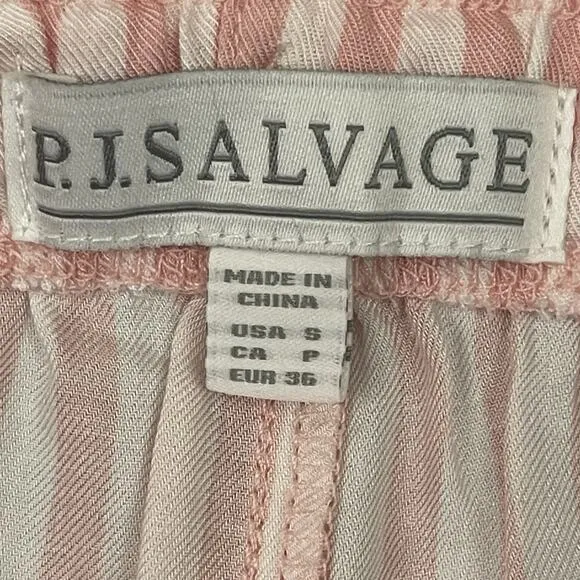 P.J.SALVAGE
MADE IN
CHINA
USA S
CA P
EUR 36